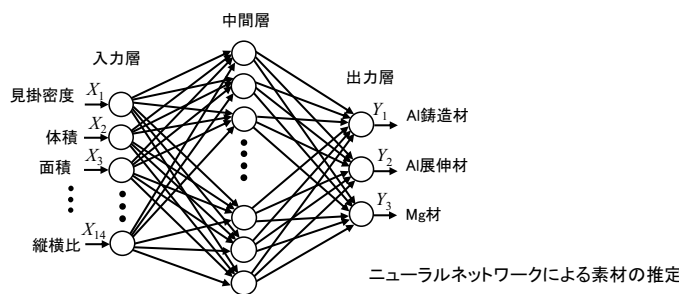 中間層
入力層
出力層
見掛密度 X1
体積 X2
面積 X3
縦横比 X14
Y1 Al鋳造材
Y2 Al展伸材
Y3 Mg材
ニューラルネットワークによる素材の推定